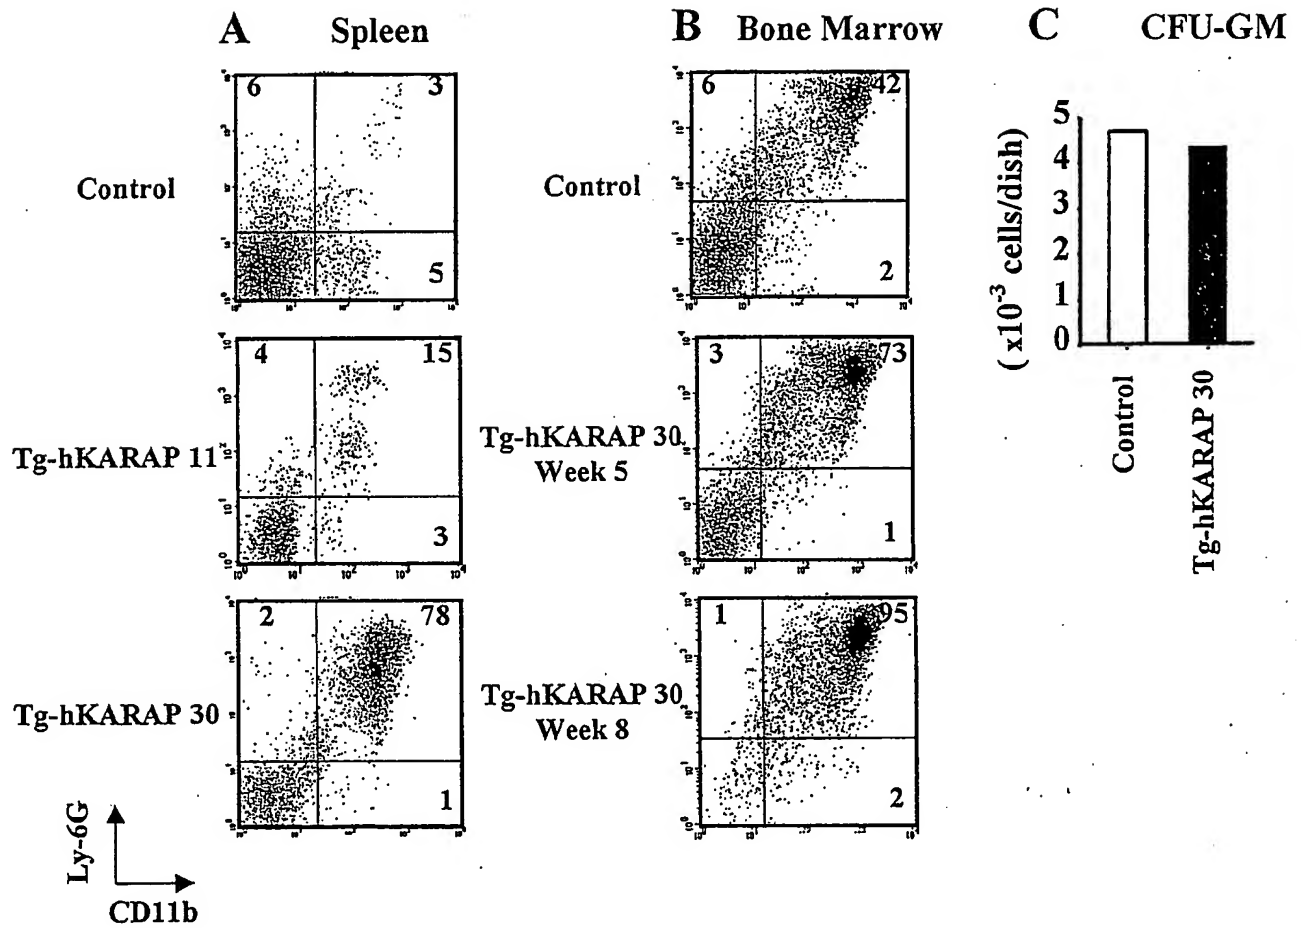 A Spleen
B Bone Marrow
C CFU-GM
Control
6 3
5
Tg-hKARAP 11
4 15
3
Tg-hKARAP 30
2 78
1
Ly-6G
CD11b
Control
6 42
2
Tg-hKARAP 30
Week 5
3 73
1
Tg-hKARAP 30
Week 8
1 95
2
( x10-3 cells/dish)
5
4
3
2
1
0
Control
Tg-hKARAP 30